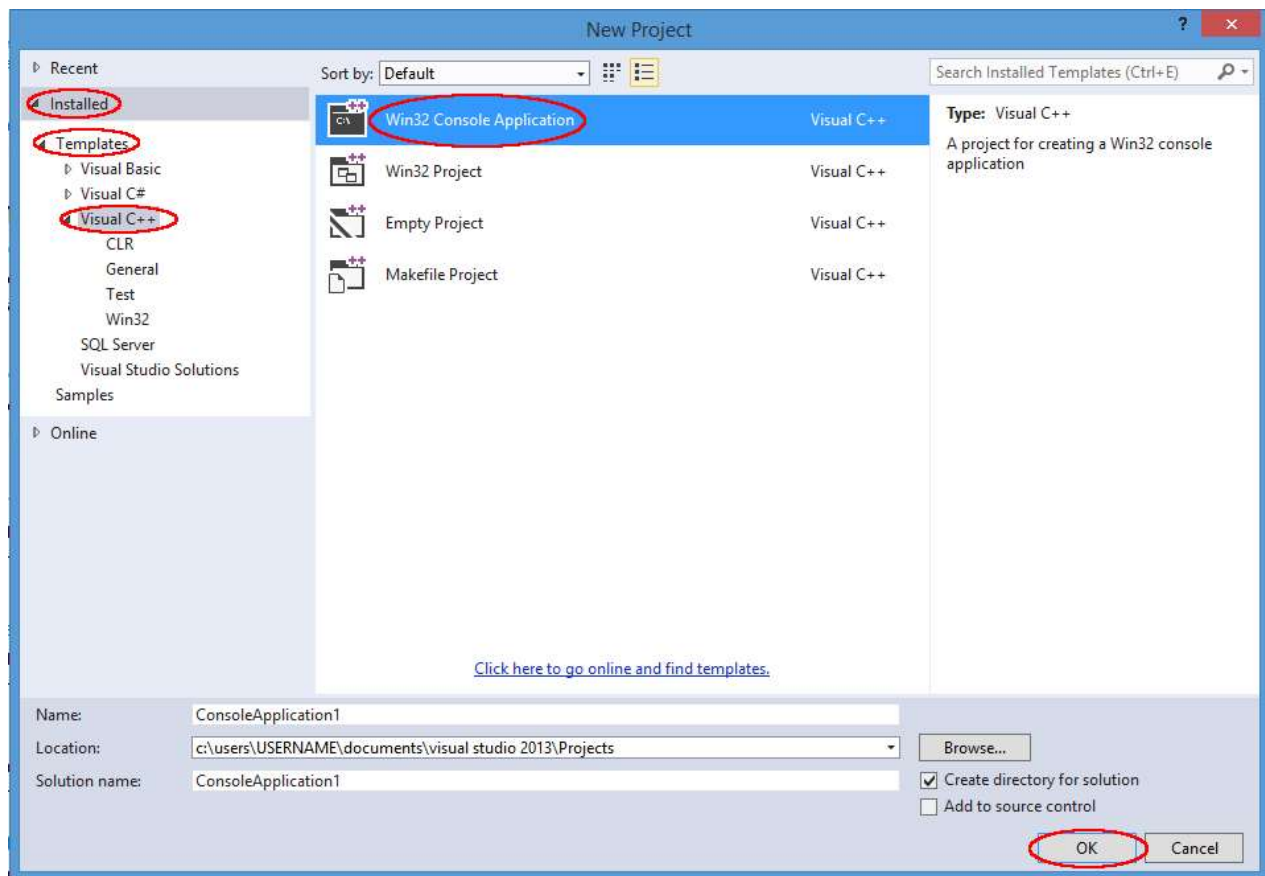 New Project
?
Recent
Installed
Templates
Visual Basic
Visual C#
Visual C++
CLR
General
Test
Win32
SQL Server
Visual Studio Solutions
Samples
Online
Sort by: Default
Win32 Console Application Visual C++
Win32 Project Visual C++
Empty Project Visual C++
Makefile Project Visual C++
Click here to go online and find templates.
Search Installed Templates (Ctrl+E)
Type: Visual C++
A project for creating a Win32 console
application
Name: ConsoleApplication1
Location: c:\users\USERNAME\documents\visual studio 2013\Projects
Browse...
Solution name: ConsoleApplication1
Create directory for solution
Add to source control
OK Cancel